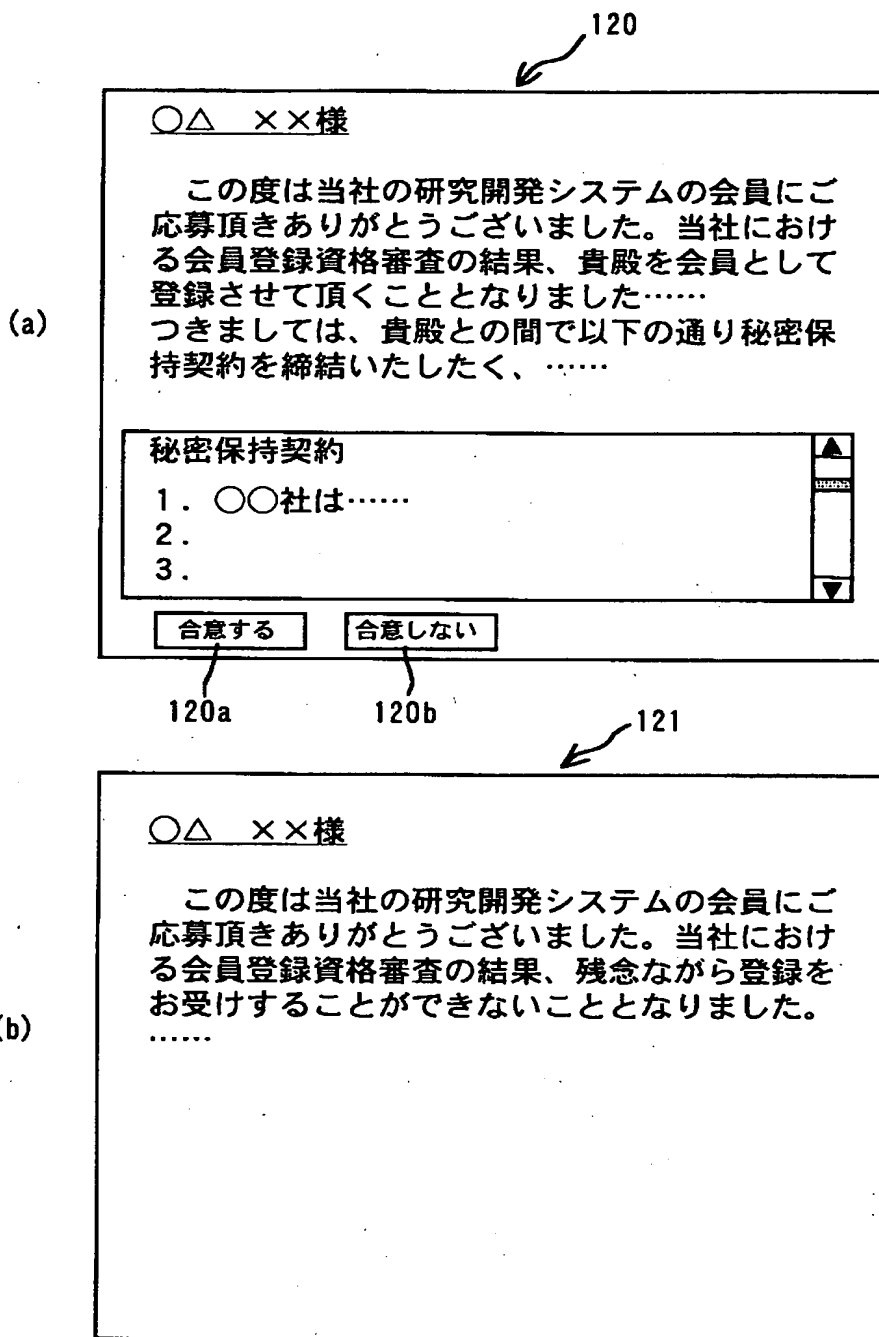 120
○△　××様
　この度は当社の研究開発システムの会員にご
応募頂きありがとうございました。当社におけ
る会員登録資格審査の結果、貴殿を会員として
登録させて頂くこととなりました……
(a)
つきましては、貴殿との間で以下の通り秘密保
持契約を締結いたしたく、……
秘密保持契約
１．○○社は……
２．
３．
合意する　合意しない
120a　120b
121
○△　××様
　この度は当社の研究開発システムの会員にご
応募頂きありがとうございました。当社におけ
る会員登録資格審査の結果、残念ながら登録を
お受けすることができないこととなりました。
(b)
……